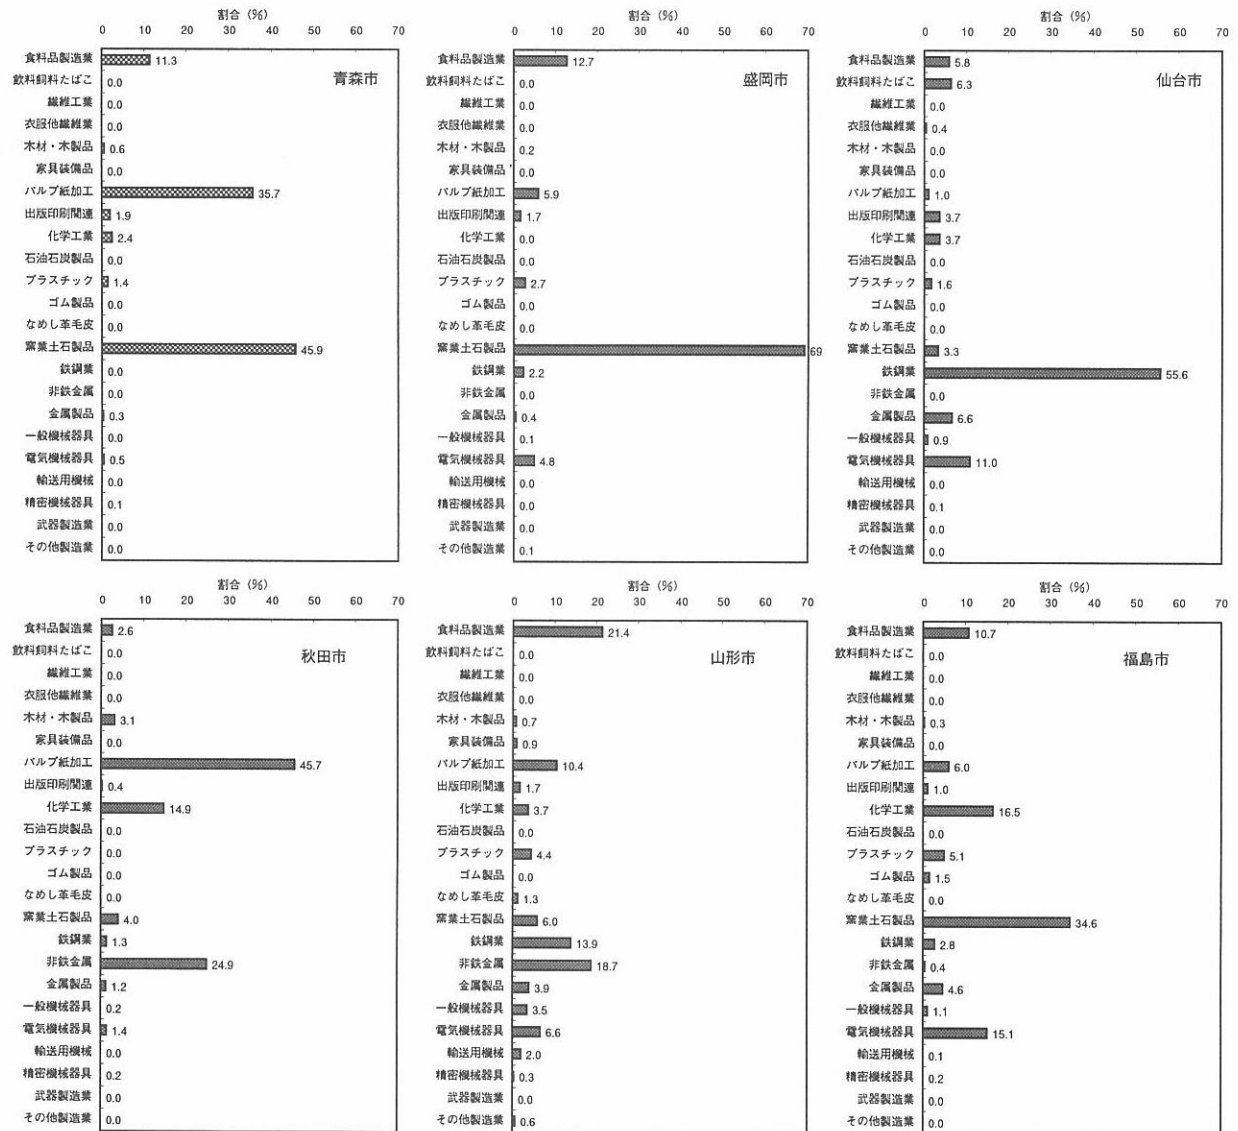 割合 (%)
0 10 20 30 40 50 60 70
青森市
食料品製造業 11.3
飲料飼料たばこ 0.0
繊維工業 0.0
衣服他繊維業 0.0
木材・木製品 0.6
家具装備品 0.0
パルプ紙加工 35.7
出版印刷関連 1.9
化学工業 2.4
石油石炭製品 0.0
プラスチック 1.4
ゴム製品 0.0
なめし革毛皮 0.0
窯業土石製品 45.9
鉄鋼業 0.0
非鉄金属 0.0
金属製品 0.3
一般機械器具 0.0
電気機械器具 0.5
輸送用機械 0.0
精密機械器具 0.1
武器製造業 0.0
その他製造業 0.0
割合 (%)
0 10 20 30 40 50 60 70
盛岡市
食料品製造業 12.7
飲料飼料たばこ 0.0
繊維工業 0.0
衣服他繊維業 0.0
木材・木製品 0.2
家具装備品 0.0
パルプ紙加工 5.9
出版印刷関連 1.7
化学工業 0.0
石油石炭製品 0.0
プラスチック 2.7
ゴム製品 0.0
なめし革毛皮 0.0
窯業土石製品 69
鉄鋼業 2.2
非鉄金属 0.0
金属製品 0.4
一般機械器具 0.1
電気機械器具 4.8
輸送用機械 0.0
精密機械器具 0.0
武器製造業 0.0
その他製造業 0.1
割合 (%)
0 10 20 30 40 50 60 70
仙台市
食料品製造業 5.8
飲料飼料たばこ 6.3
繊維工業 0.0
衣服他繊維業 0.4
木材・木製品 0.0
家具装備品 0.0
パルプ紙加工 1.0
出版印刷関連 3.7
化学工業 3.7
石油石炭製品 0.0
プラスチック 1.6
ゴム製品 0.0
なめし革毛皮 0.0
窯業土石製品 3.3
鉄鋼業 55.6
非鉄金属 0.0
金属製品 6.6
一般機械器具 0.9
電気機械器具 11.0
輸送用機械 0.0
精密機械器具 0.1
武器製造業 0.0
その他製造業 0.0
割合 (%)
0 10 20 30 40 50 60 70
秋田市
食料品製造業 2.6
飲料飼料たばこ 0.0
繊維工業 0.0
衣服他繊維業 0.0
木材・木製品 3.1
家具装備品 0.0
パルプ紙加工 45.7
出版印刷関連 0.4
化学工業 14.9
石油石炭製品 0.0
プラスチック 0.0
ゴム製品 0.0
なめし革毛皮 0.0
窯業土石製品 4.0
鉄鋼業 1.3
非鉄金属 24.9
金属製品 1.2
一般機械器具 0.2
電気機械器具 1.4
輸送用機械 0.0
精密機械器具 0.2
武器製造業 0.0
その他製造業 0.0
割合 (%)
0 10 20 30 40 50 60 70
山形市
食料品製造業 21.4
飲料飼料たばこ 0.0
繊維工業 0.0
衣服他繊維業 0.0
木材・木製品 0.7
家具装備品 0.9
パルプ紙加工 10.4
出版印刷関連 1.7
化学工業 3.7
石油石炭製品 0.0
プラスチック 4.4
ゴム製品 0.0
なめし革毛皮 1.3
窯業土石製品 6.0
鉄鋼業 13.9
非鉄金属 18.7
金属製品 3.9
一般機械器具 3.5
電気機械器具 6.6
輸送用機械 2.0
精密機械器具 0.3
武器製造業 0.0
その他製造業 0.6
割合 (%)
0 10 20 30 40 50 60 70
福島市
食料品製造業 10.7
飲料飼料たばこ 0.0
繊維工業 0.0
衣服他繊維業 0.0
木材・木製品 0.3
家具装備品 0.0
パルプ紙加工 6.0
出版印刷関連 1.0
化学工業 16.5
石油石炭製品 0.0
プラスチック 5.1
ゴム製品 1.5
なめし革毛皮 0.0
窯業土石製品 34.6
鉄鋼業 2.8
非鉄金属 0.4
金属製品 4.6
一般機械器具 1.1
電気機械器具 15.1
輸送用機械 0.1
精密機械器具 0.2
武器製造業 0.0
その他製造業 0.0